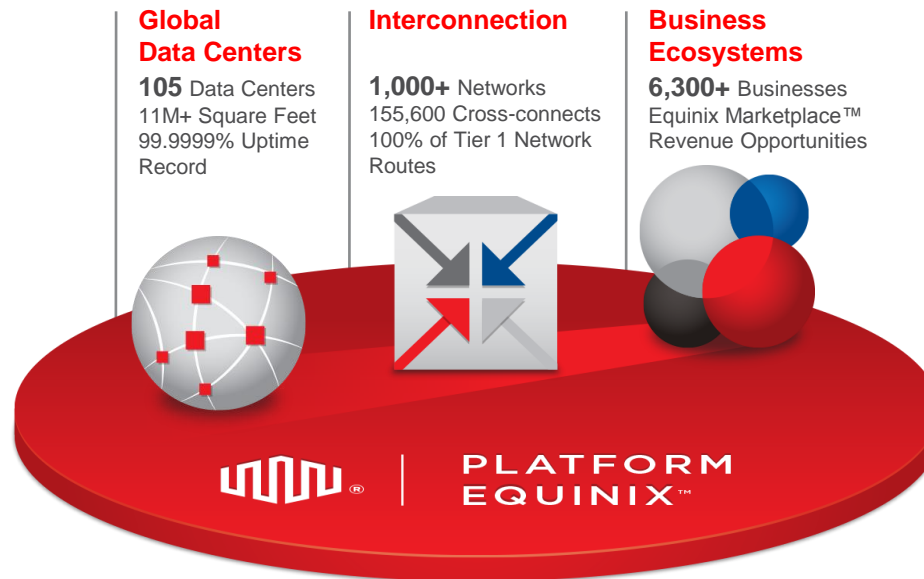 Global
Data Centers
105 Data Centers
11M+ Square Feet
99.9999% Uptime
Record
Interconnection
1,000+ Networks
155,600 Cross-connects
100% of Tier 1 Network
Routes
Business
Ecosystems
6,300+ Businesses
Equinix Marketplace™
Revenue Opportunities
®
PLATFORM
EQUINIX™